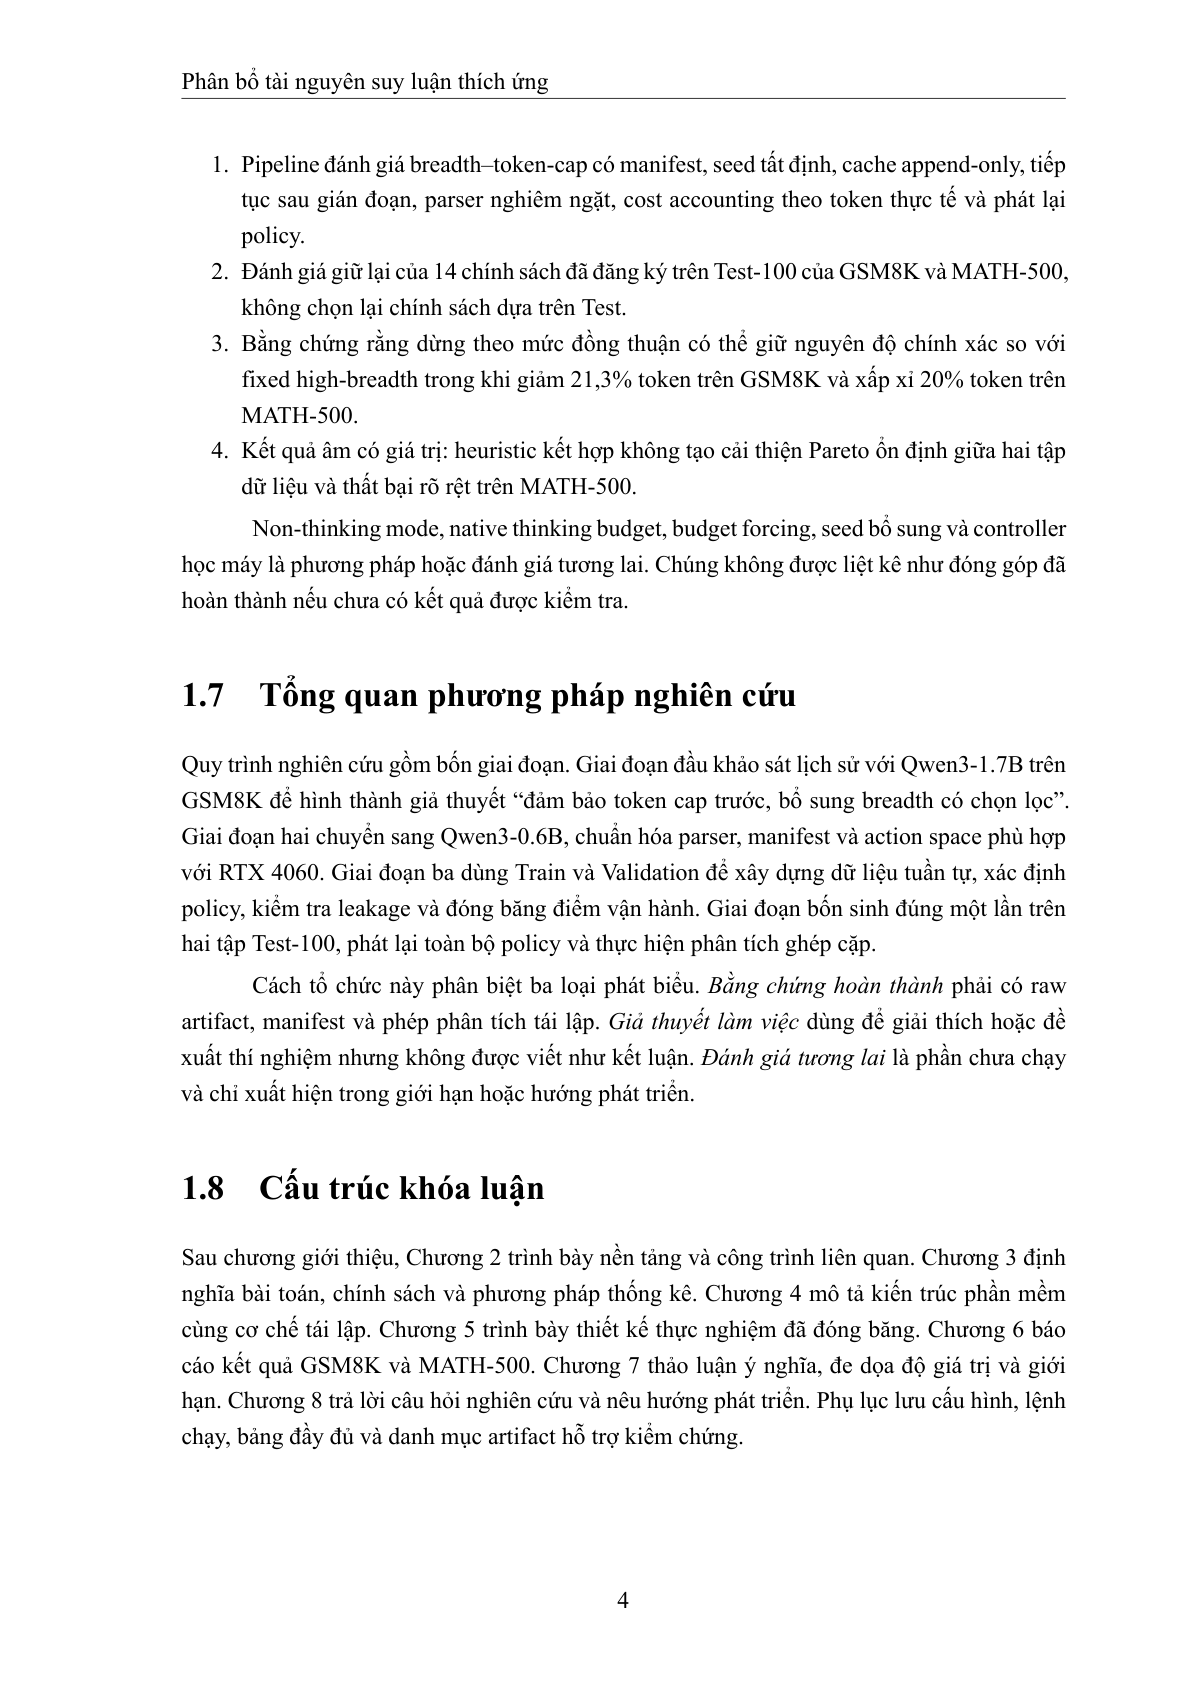 Phân bổ tài nguyên suy luận thích ứng
1. Pipeline đánh giá breadth–token-cap có manifest, seed tất định, cache append-only, tiếp
tục sau gián đoạn, parser nghiêm ngặt, cost accounting theo token thực tế và phát lại
policy.
2. Đánh giá giữ lại của 14 chính sách đã đăng ký trên Test-100 của GSM8K và MATH-500,
không chọn lại chính sách dựa trên Test.
3. Bằng chứng rằng dừng theo mức đồng thuận có thể giữ nguyên độ chính xác so với
fixed high-breadth trong khi giảm 21,3% token trên GSM8K và xấp xỉ 20% token trên
MATH-500.
4. Kết quả âm có giá trị: heuristic kết hợp không tạo cải thiện Pareto ổn định giữa hai tập
dữ liệu và thất bại rõ rệt trên MATH-500.
Non-thinking mode, native thinking budget, budget forcing, seed bổ sung và controller
học máy là phương pháp hoặc đánh giá tương lai. Chúng không được liệt kê như đóng góp đã
hoàn thành nếu chưa có kết quả được kiểm tra.
1.7 Tổng quan phương pháp nghiên cứu
Quy trình nghiên cứu gồm bốn giai đoạn. Giai đoạn đầu khảo sát lịch sử với Qwen3-1.7B trên
GSM8K để hình thành giả thuyết “đảm bảo token cap trước, bổ sung breadth có chọn lọc”.
Giai đoạn hai chuyển sang Qwen3-0.6B, chuẩn hóa parser, manifest và action space phù hợp
với RTX 4060. Giai đoạn ba dùng Train và Validation để xây dựng dữ liệu tuần tự, xác định
policy, kiểm tra leakage và đóng băng điểm vận hành. Giai đoạn bốn sinh đúng một lần trên
hai tập Test-100, phát lại toàn bộ policy và thực hiện phân tích ghép cặp.
Cách tổ chức này phân biệt ba loại phát biểu. Bằng chứng hoàn thành phải có raw
artifact, manifest và phép phân tích tái lập. Giả thuyết làm việc dùng để giải thích hoặc đề
xuất thí nghiệm nhưng không được viết như kết luận. Đánh giá tương lai là phần chưa chạy
và chỉ xuất hiện trong giới hạn hoặc hướng phát triển.
1.8 Cấu trúc khóa luận
Sau chương giới thiệu, Chương 2 trình bày nền tảng và công trình liên quan. Chương 3 định
nghĩa bài toán, chính sách và phương pháp thống kê. Chương 4 mô tả kiến trúc phần mềm
cùng cơ chế tái lập. Chương 5 trình bày thiết kế thực nghiệm đã đóng băng. Chương 6 báo
cáo kết quả GSM8K và MATH-500. Chương 7 thảo luận ý nghĩa, đe dọa độ giá trị và giới
hạn. Chương 8 trả lời câu hỏi nghiên cứu và nêu hướng phát triển. Phụ lục lưu cấu hình, lệnh
chạy, bảng đầy đủ và danh mục artifact hỗ trợ kiểm chứng.
4